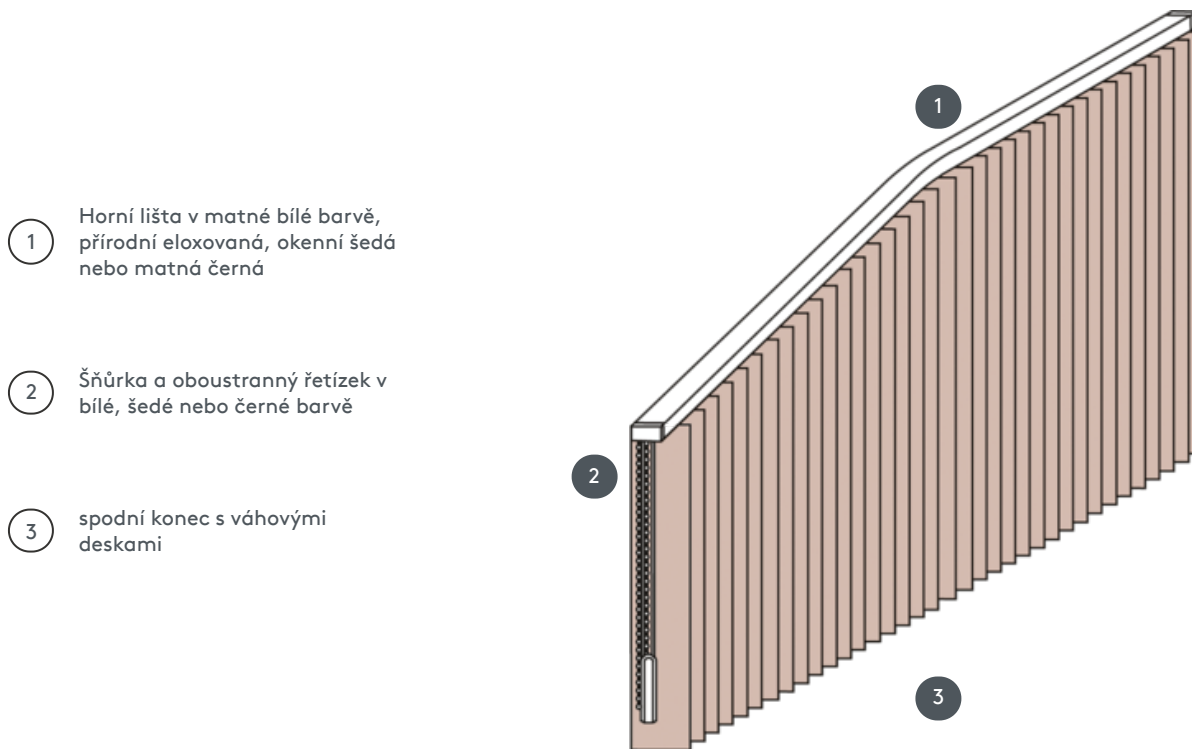 1
Horní lišta v matné bílé barvě,
přírodní eloxovaná, okenní šedá
nebo matná černá
2
Šňůrka a oboustranný řetízek v
bílé, šedé nebo černé barvě
3
spodní konec s váhovými
deskami
1
2
3